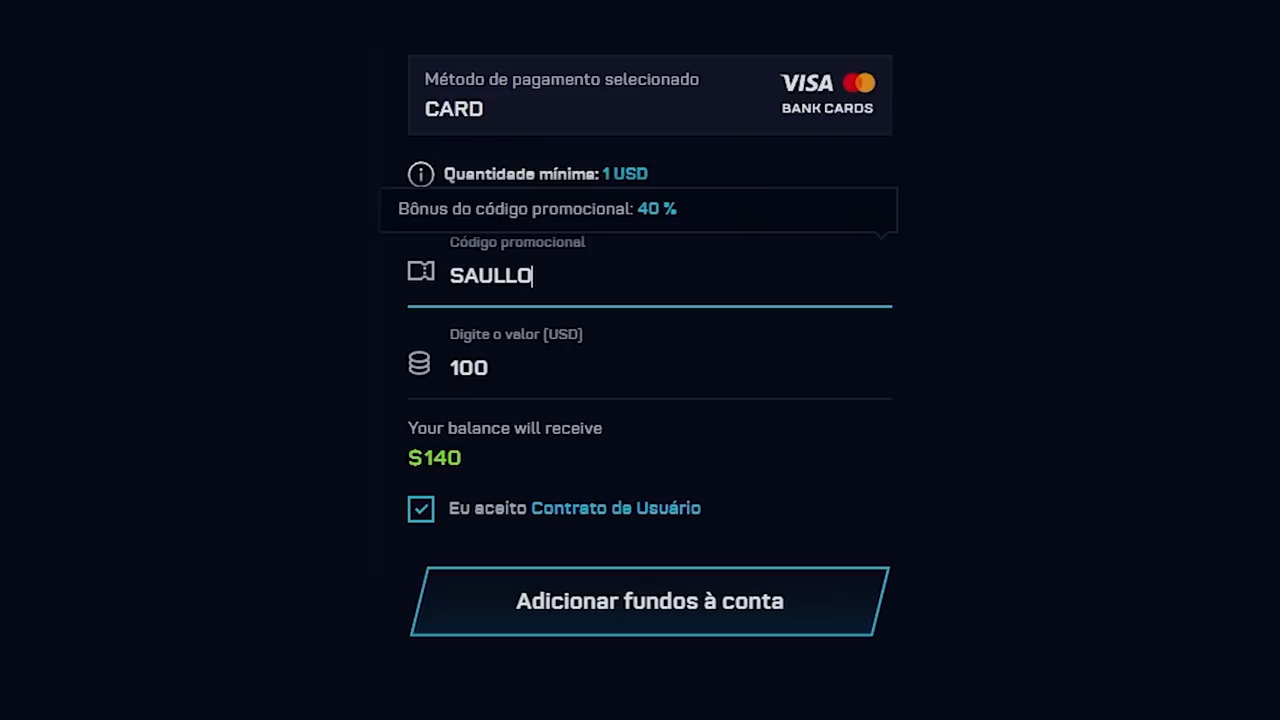 Método de pagamento selecionado
CARD
VISA
BANK CARDS
Quantidade mínima: 1 USD
Bônus do código promocional: 40 %
Código promocional
SAULLO
Digite o valor (USD)
100
Your balance will receive
$140
Eu aceito Contrato de Usuário
Adicionar fundos à conta